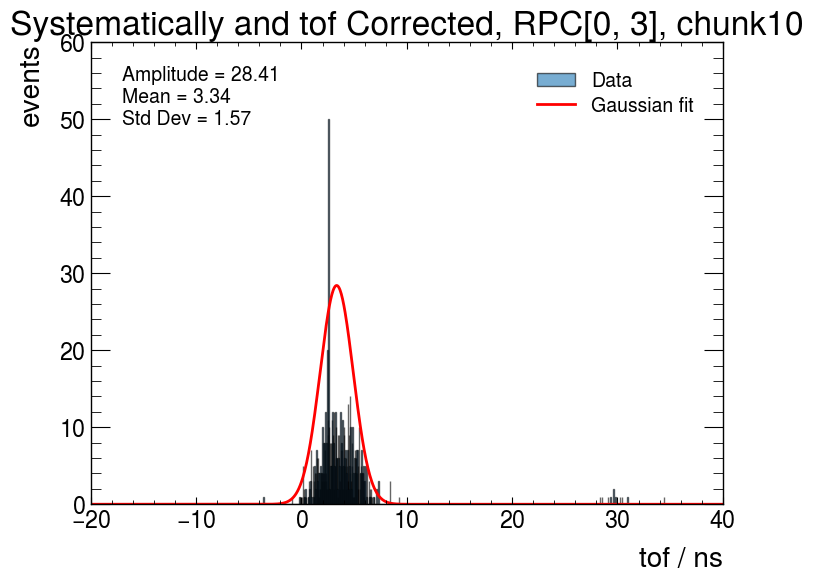 Systematically and tof Corrected, RPC[0, 3], chunk10
events
60
50
40
30
20
10
0
Amplitude = 28.41
Mean = 3.34
Std Dev = 1.57
Data
Gaussian fit
−20
−10
0
10
20
30
40
tof / ns